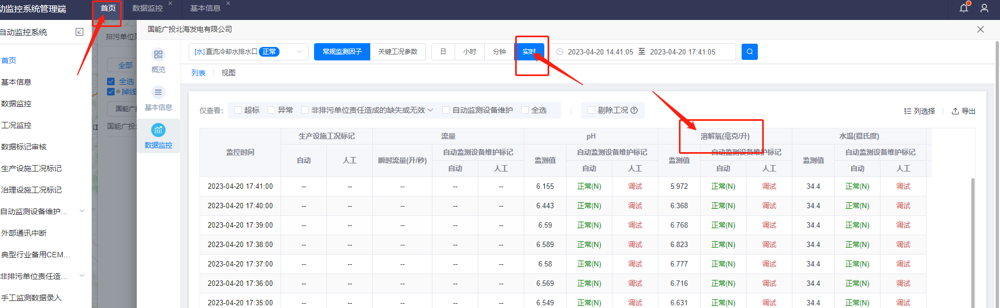 动监控系统管理端
首页
数据监控
基本信息
自动监控系统
首页
基本信息
数据监控
工况监控
数据标记审核
生产设施工况标记
治理设施工况标记
自动监测设备维护...
外部通讯中断
典型行业备用CEM...
非排污单位责任造...
手工监测数据录入
排污单位列
全部
全选
掉线
国能广投
国能广投北
江
国能广投北海发电有限公司
概览
基本信息
数据监控
[水]直流冷却水排水口 正常
常规监测因子 关键工况参数
日 小时 分钟 实时
2023-04-20 14:41:05 至 2023-04-20 17:41:05
列表 视图
仅查看: 超标 异常 非排污单位责任造成的缺失或无效 自动监测设备维护 全选 剔除工况
列选择 导出
监控时间 生产设施工况标记 流量 pH 溶解氧(毫克/升) 水温(摄氏度)
自动 人工 瞬时流量(升/秒) 自动监测设备维护标记 监测值 自动监测设备维护标记 监测值 自动监测设备维护标记 监测值 自动监测设备维护标记
自动 人工 自动 人工 自动 人工 自动 人工
2023-04-20 17:41:00 -- -- -- -- -- 6.155 正常(N) 调试 5.972 正常(N) 调试 34.4 正常(N) 调试
2023-04-20 17:40:00 -- -- -- -- -- 6.443 正常(N) 调试 6.368 正常(N) 调试 34.4 正常(N) 调试
2023-04-20 17:39:00 -- -- -- -- -- 6.59 正常(N) 调试 6.768 正常(N) 调试 34.4 正常(N) 调试
2023-04-20 17:38:00 -- -- -- -- -- 6.589 正常(N) 调试 6.823 正常(N) 调试 34.4 正常(N) 调试
2023-04-20 17:37:00 -- -- -- -- -- 6.58 正常(N) 调试 6.777 正常(N) 调试 34.4 正常(N) 调试
2023-04-20 17:36:00 -- -- -- -- -- 6.569 正常(N) 调试 6.716 正常(N) 调试 34.4 正常(N) 调试
2023-04-20 17:35:00 -- -- -- -- -- 6.549 正常(N) 调试 6.631 正常(N) 调试 34.4 正常(N) 调试